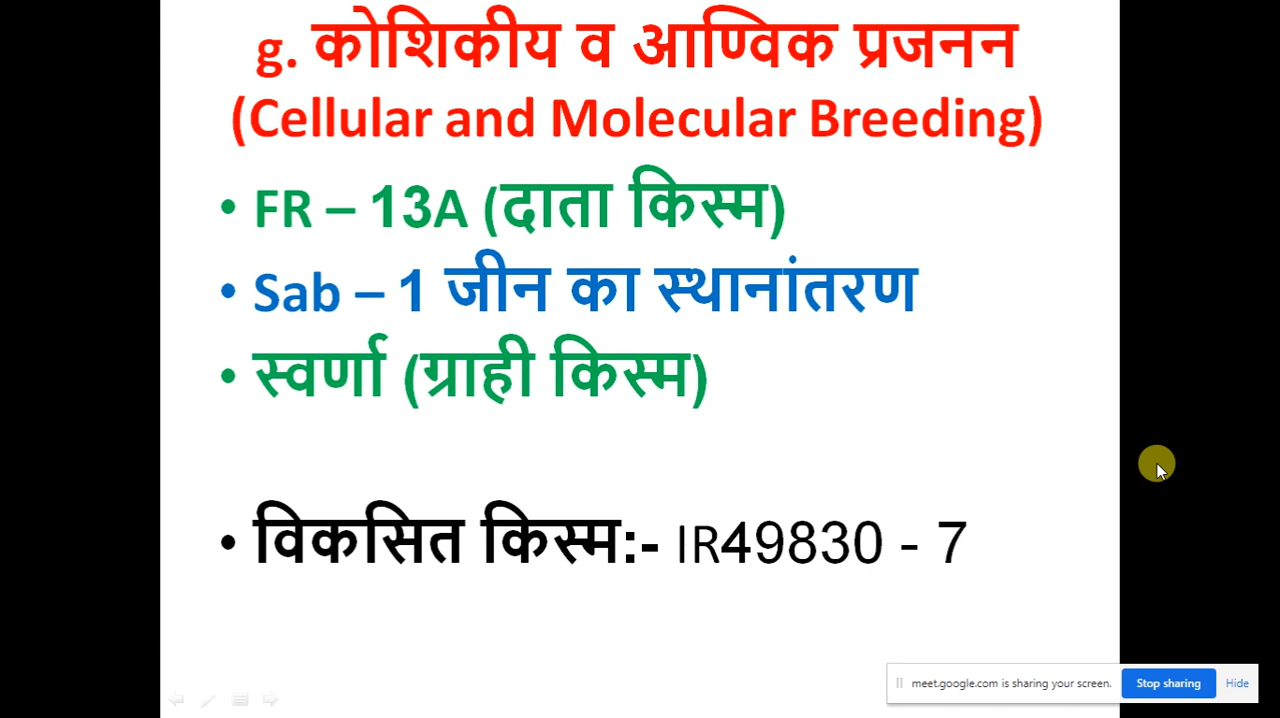 g. कोशिकीय व आण्विक प्रजनन
(Cellular and Molecular Breeding)
• FR – 13A (दाता किस्म)
• Sab – 1 जीन का स्थानांतरण
• स्वर्णा (ग्राही किस्म)
• विकसित किस्म:- IR49830 - 7
meet.google.com is sharing your screen. Stop sharing Hide